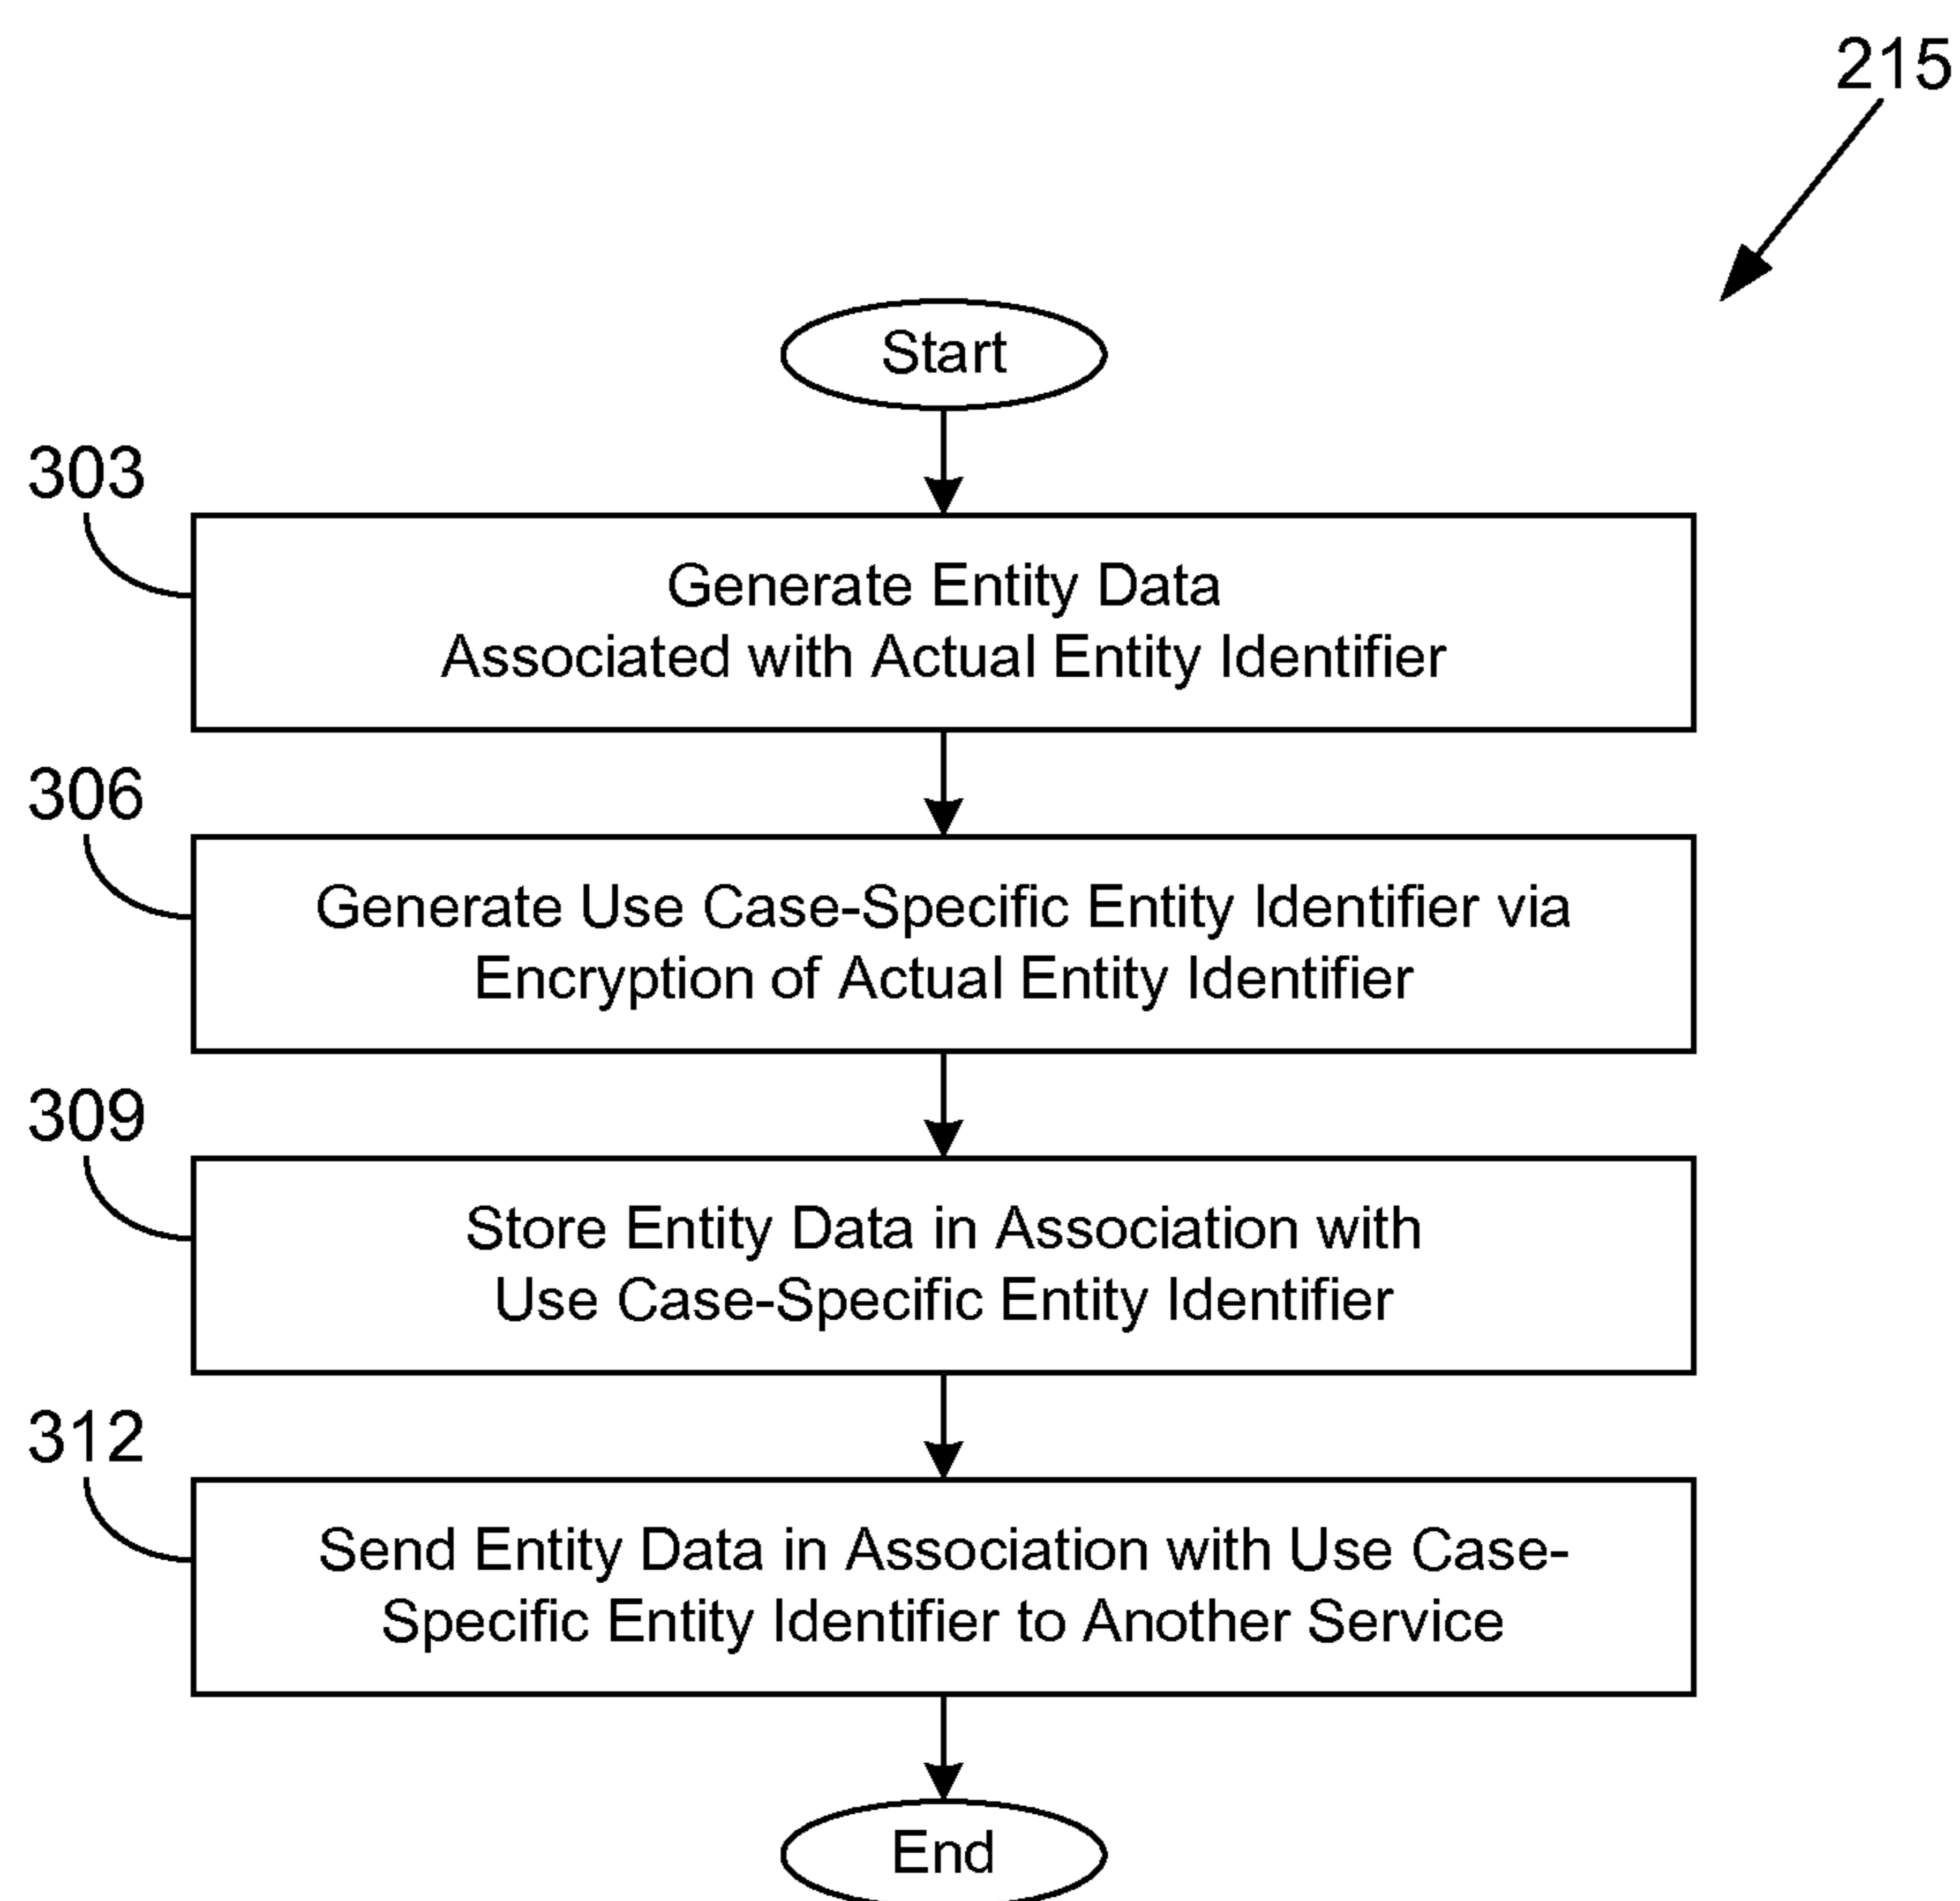 215
Start
303
Generate Entity Data
Associated with Actual Entity Identifier
306
Generate Use Case-Specific Entity Identifier via
Encryption of Actual Entity Identifier
309
Store Entity Data in Association with
Use Case-Specific Entity Identifier
312
Send Entity Data in Association with Use Case-
Specific Entity Identifier to Another Service
End